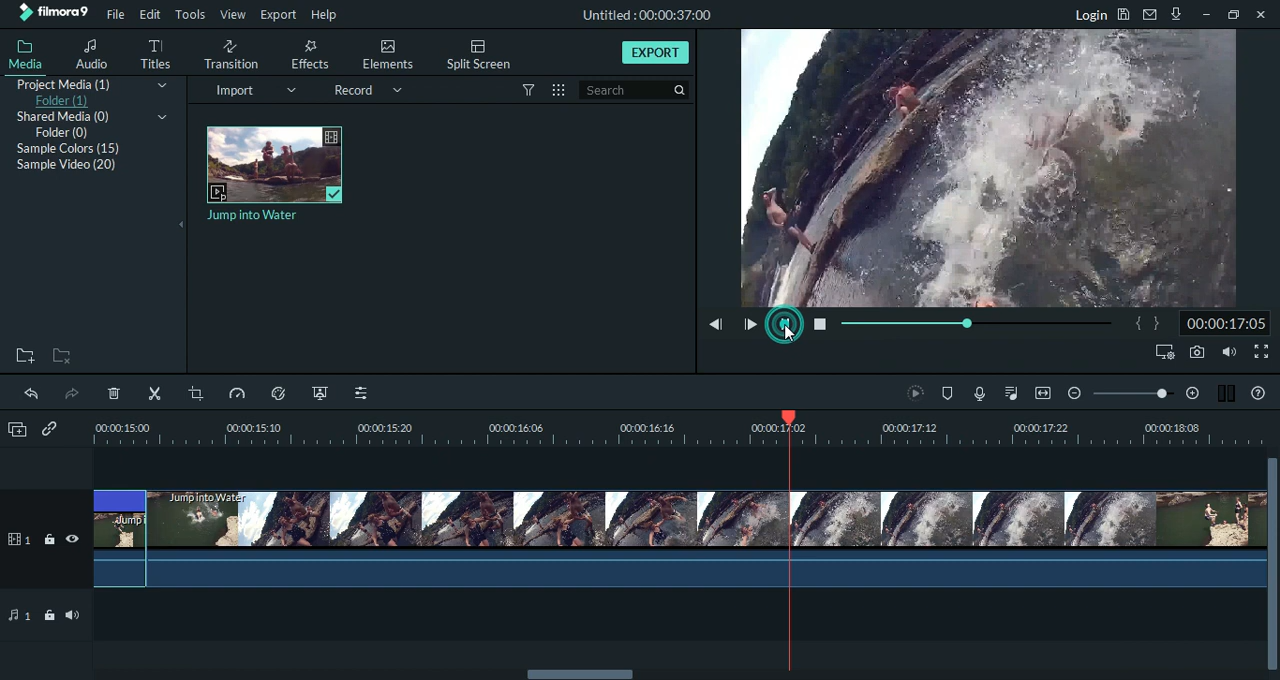 filmora9 File Edit Tools View Export Help Untitled : 00:00:37:00 Login
Media Audio Titles Transition Effects Elements Split Screen EXPORT
Project Media (1)
Folder (1)
Shared Media (0)
Folder (0)
Sample Colors (15)
Sample Video (20)
Import Record Search
Jump into Water
{ } 00:00:17:05
00:00:15:00 00:00:15:10 00:00:15:20 00:00:16:06 00:00:16:16 00:00:17:02 00:00:17:12 00:00:17:22 00:00:18:08
Jump into Water
Jump i
1
1